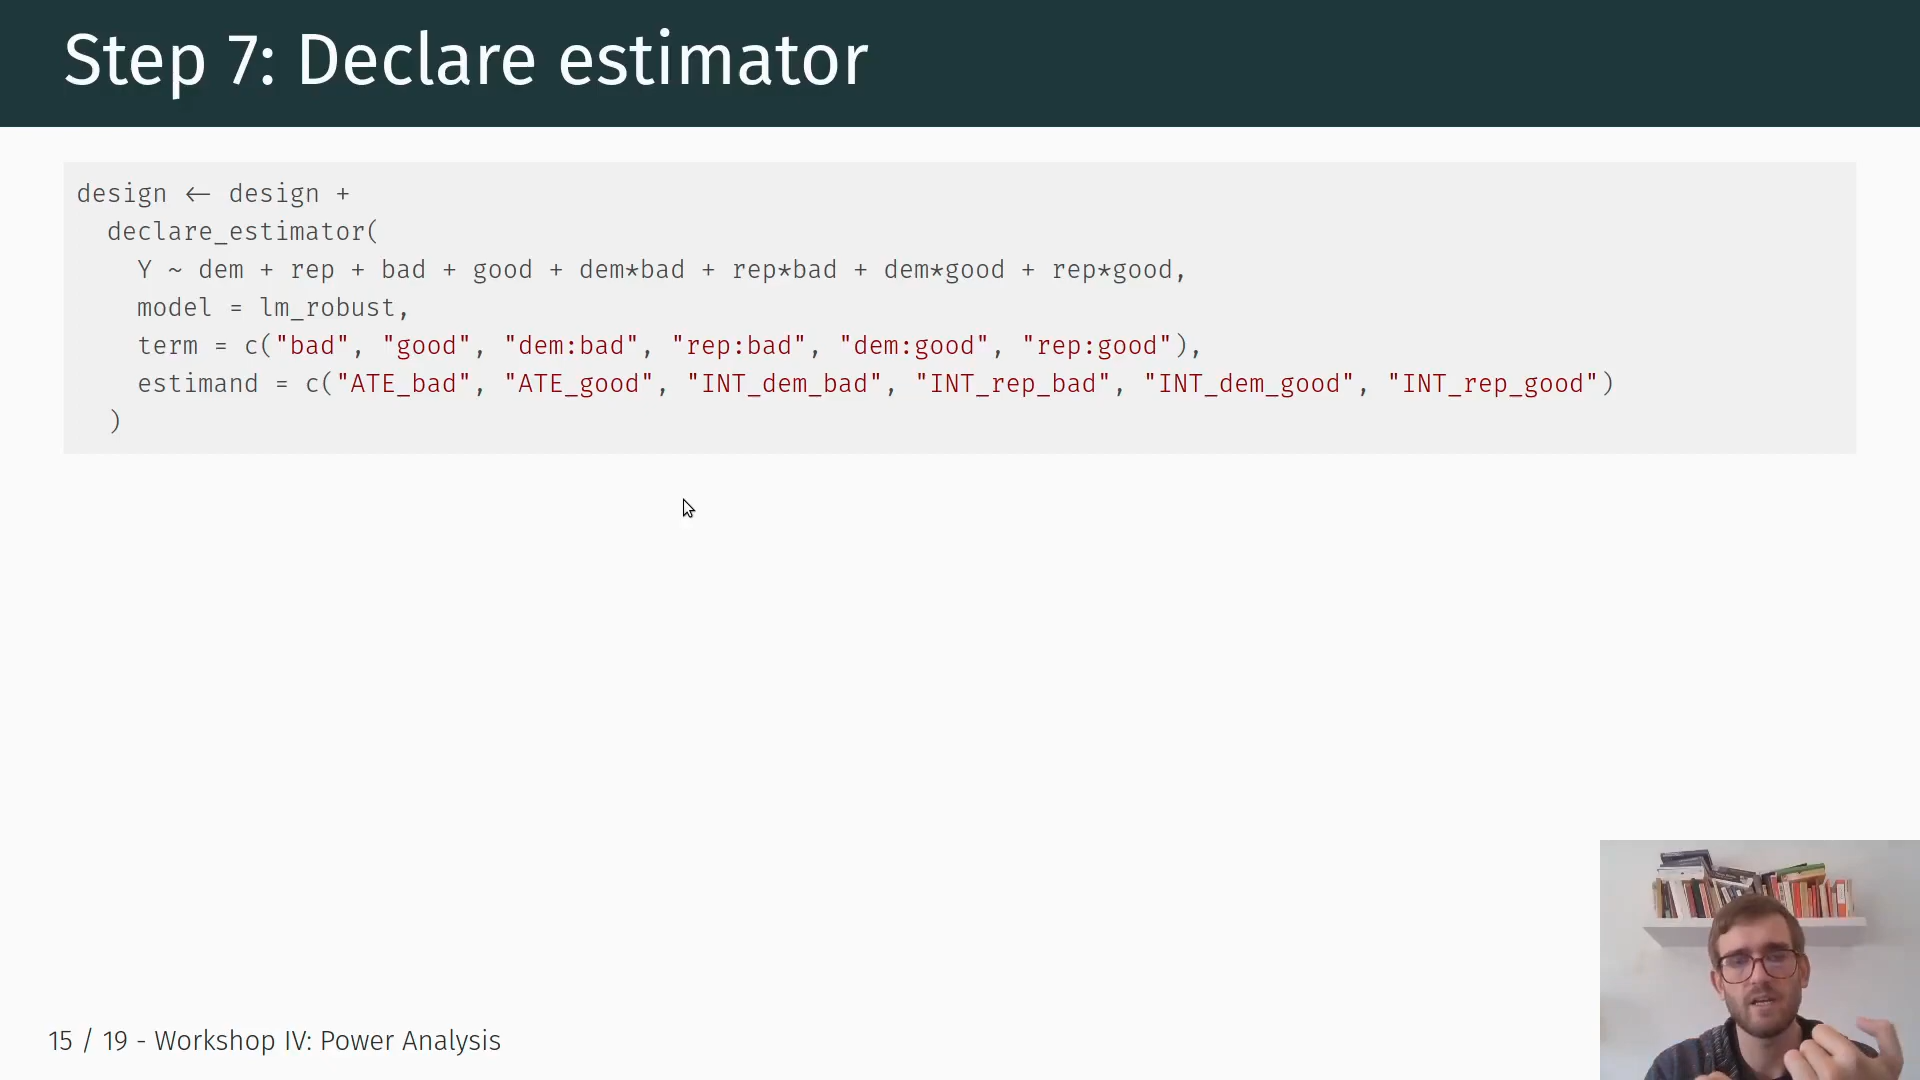 Step 7: Declare estimator
design ← design +
declare_estimator(
Y ~ dem + rep + bad + good + dem*bad + rep*bad + dem*good + rep*good,
model = lm_robust,
term = c("bad", "good", "dem:bad", "rep:bad", "dem:good", "rep:good"),
estimand = c("ATE_bad", "ATE_good", "INT_dem_bad", "INT_rep_bad", "INT_dem_good", "INT_rep_good")
)
15 / 19 - Workshop IV: Power Analysis